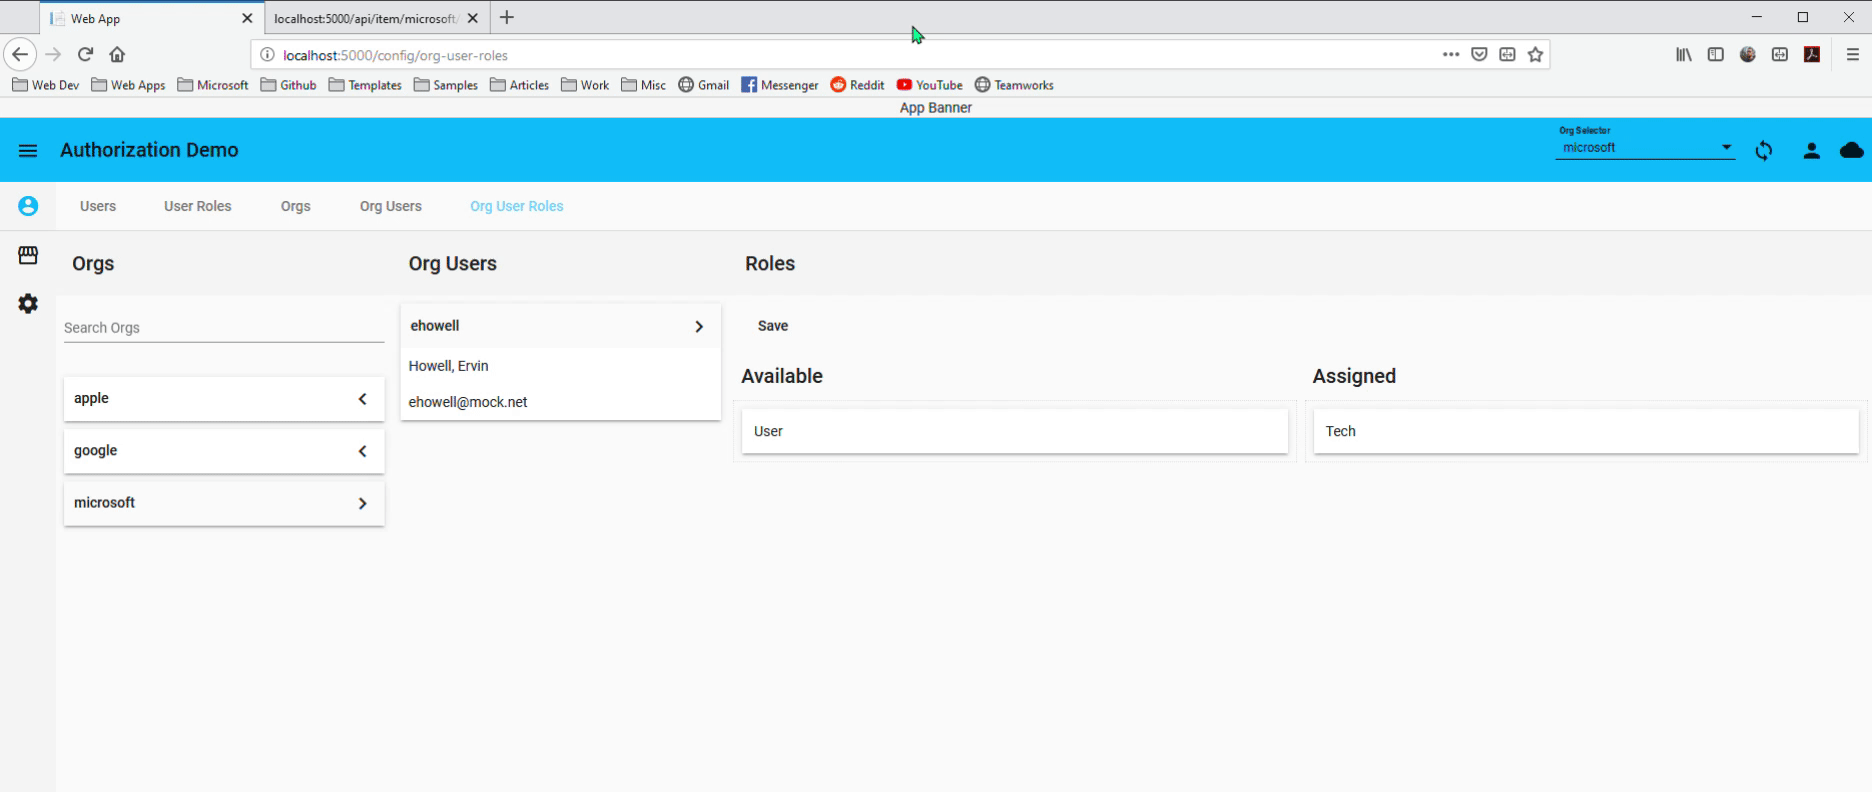 Web App
localhost:5000/api/item/microsoft/
localhost:5000/config/org-user-roles
Web Dev Web Apps Microsoft Github Templates Samples Articles Work Misc Gmail Messenger Reddit YouTube Teamworks
App Banner
Authorization Demo
Org Selector
microsoft
Users User Roles Orgs Org Users Org User Roles
Orgs
Search Orgs
apple
google
microsoft
Org Users
ehowell
Howell, Ervin
ehowell@mock.net
Roles
Save
Available
User
Assigned
Tech